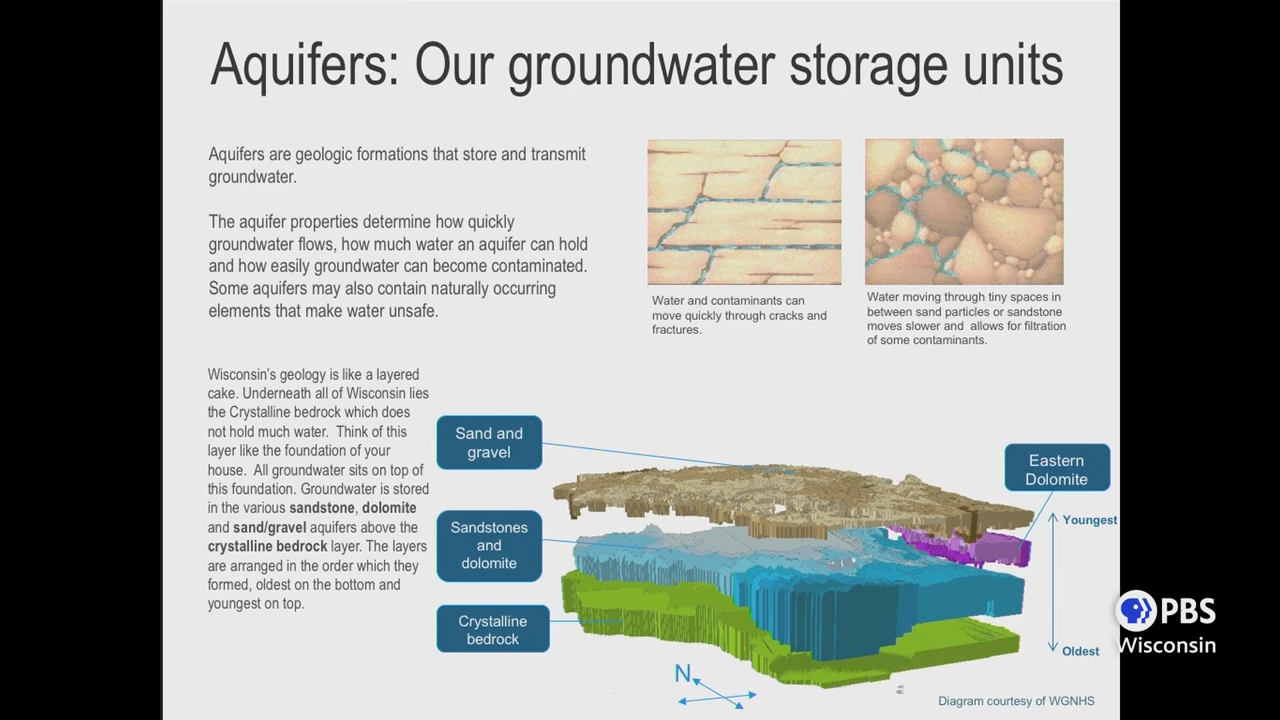 Aquifers: Our groundwater storage units
Aquifers are geologic formations that store and transmit
groundwater.
The aquifer properties determine how quickly
groundwater flows, how much water an aquifer can hold
and how easily groundwater can become contaminated.
Some aquifers may also contain naturally occurring
elements that make water unsafe.
Water and contaminants can
move quickly through cracks and
fractures.
Water moving through tiny spaces in
between sand particles or sandstone
moves slower and  allows for filtration
of some contaminants.
Wisconsin's geology is like a layered
cake. Underneath all of Wisconsin lies
the Crystalline bedrock which does
not hold much water.  Think of this
layer like the foundation of your
house.  All groundwater sits on top of
this foundation. Groundwater is stored
in the various sandstone, dolomite
and sand/gravel aquifers above the
crystalline bedrock layer. The layers
are arranged in the order which they
formed, oldest on the bottom and
youngest on top.
Sand and
gravel
Sandstones
and
dolomite
Crystalline
bedrock
Eastern
Dolomite
Youngest
Oldest
N
Diagram courtesy of WGNHS
PBS
Wisconsin